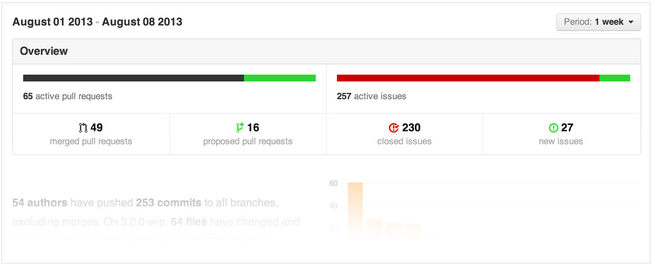 August 01 2013 - August 08 2013
Period: 1 week
Overview
65 active pull requests
257 active issues
49
merged pull requests
16
proposed pull requests
230
closed issues
27
new issues
54 authors have pushed 253 commits to all branches,
excluding merges. On 3.0.0-wip, 64 files have changed and
60
40